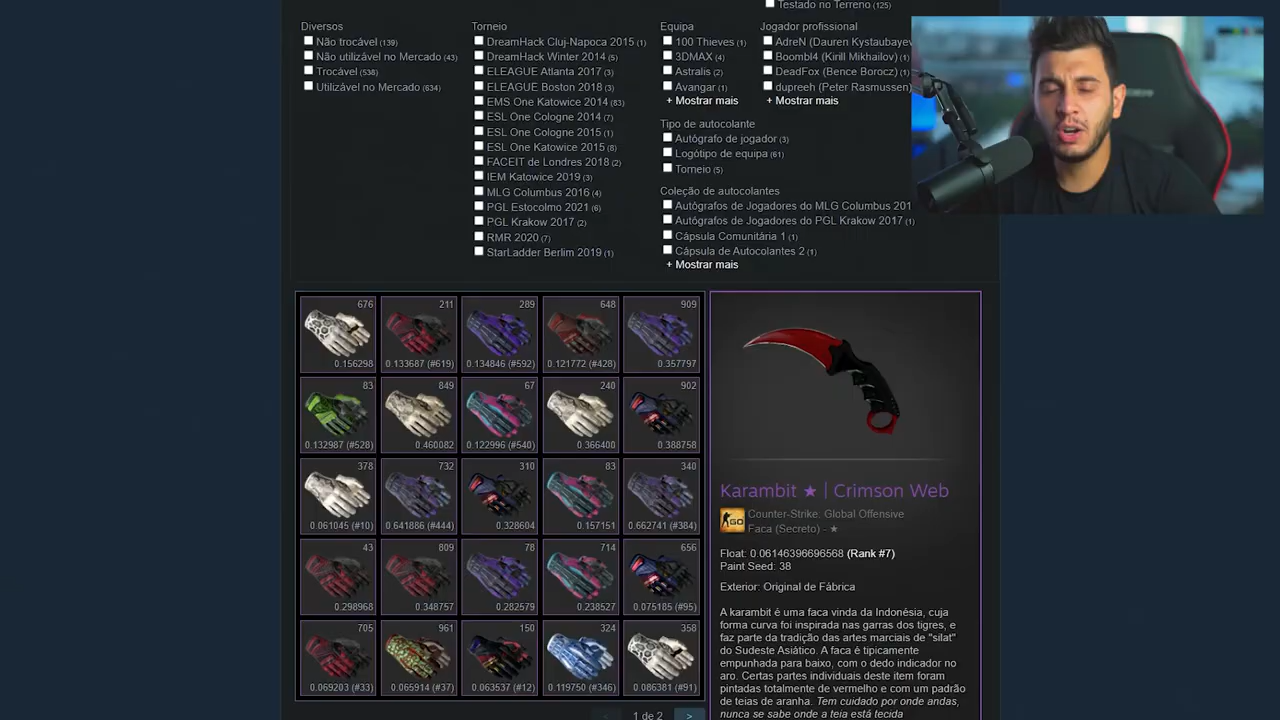 Testado no Terreno (125)
Diversos
Não trocável (139)
Não utilizável no Mercado (43)
Trocável (538)
Utilizável no Mercado (634)
Torneio
DreamHack Cluj-Napoca 2015 (1)
DreamHack Winter 2014 (5)
ELEAGUE Atlanta 2017 (3)
ELEAGUE Boston 2018 (3)
EMS One Katowice 2014 (83)
ESL One Cologne 2014 (7)
ESL One Cologne 2015 (1)
ESL One Katowice 2015 (8)
FACEIT de Londres 2018 (2)
IEM Katowice 2019 (3)
MLG Columbus 2016 (4)
PGL Estocolmo 2021 (6)
PGL Krakow 2017 (2)
RMR 2020 (7)
StarLadder Berlim 2019 (1)
Equipa
100 Thieves (1)
3DMAX (4)
Astralis (2)
Avangar (1)
+ Mostrar mais
Jogador profissional
AdreN (Dauren Kystaubayev
Boombl4 (Kirill Mikhailov) (1)
DeadFox (Bence Borocz) (1)
dupreeh (Peter Rasmussen)
+ Mostrar mais
Tipo de autocolante
Autógrafo de jogador (3)
Logótipo de equipa (61)
Torneio (5)
Coleção de autocolantes
Autógrafos de Jogadores do MLG Columbus 201
Autógrafos de Jogadores do PGL Krakow 2017 (1)
Cápsula Comunitária 1 (1)
Cápsula de Autocolantes 2 (1)
+ Mostrar mais
676 211 289 648 909
0.156298 0.133687 (#619) 0.134846 (#592) 0.121772 (#428) 0.357797
83 849 67 240 902
0.132987 (#528) 0.460082 0.122996 (#540) 0.366400 0.388758
378 732 310 83 340
0.061045 (#10) 0.641886 (#444) 0.328604 0.157151 0.662741 (#384)
43 809 78 714 656
0.298968 0.348757 0.282579 0.238527 0.075185 (#95)
705 961 150 324 358
0.069203 (#33) 0.065914 (#37) 0.063537 (#12) 0.119750 (#346) 0.086381 (#91)
< 1 de 2 >
Karambit ★ | Crimson Web
GO
Counter-Strike: Global Offensive
Faca (Secreto) - ★
Float: 0.06146396696568 (Rank #7)
Paint Seed: 38
Exterior: Original de Fábrica
A karambit é uma faca vinda da Indonésia, cuja
forma curva foi inspirada nas garras dos tigres, e
faz parte da tradição das artes marciais de "silat"
do Sudeste Asiático. A faca é tipicamente
empunhada para baixo, com o dedo indicador no
aro. Certas partes individuais deste item foram
pintadas totalmente de vermelho e com um padrão
de teias de aranha. Tem cuidado por onde andas,
nunca se sabe onde a teia está tecida